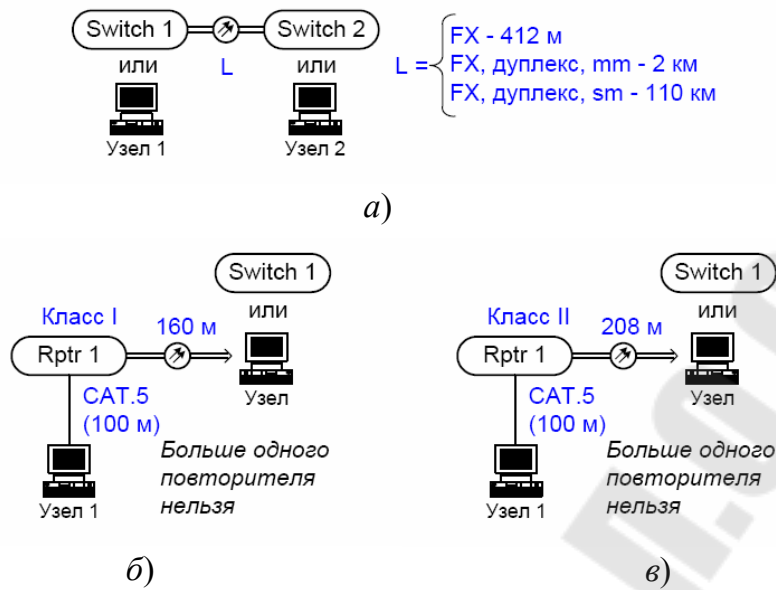 Switch 1
Switch 2
или
L
или
Узел 1
Узел 2
L =
FX - 412 м
FX, дуплекс, mm - 2 км
FX, дуплекс, sm - 110 км
а)
Switch 1
или
Класс I
160 м
Rptr 1
Узел
CAT.5
(100 м)
Больше одного
повторителя
нельзя
Узел 1
б)
Switch 1
или
Класс II
208 м
Rptr 1
Узел
CAT.5
(100 м)
Больше одного
повторителя
нельзя
Узел 1
в)